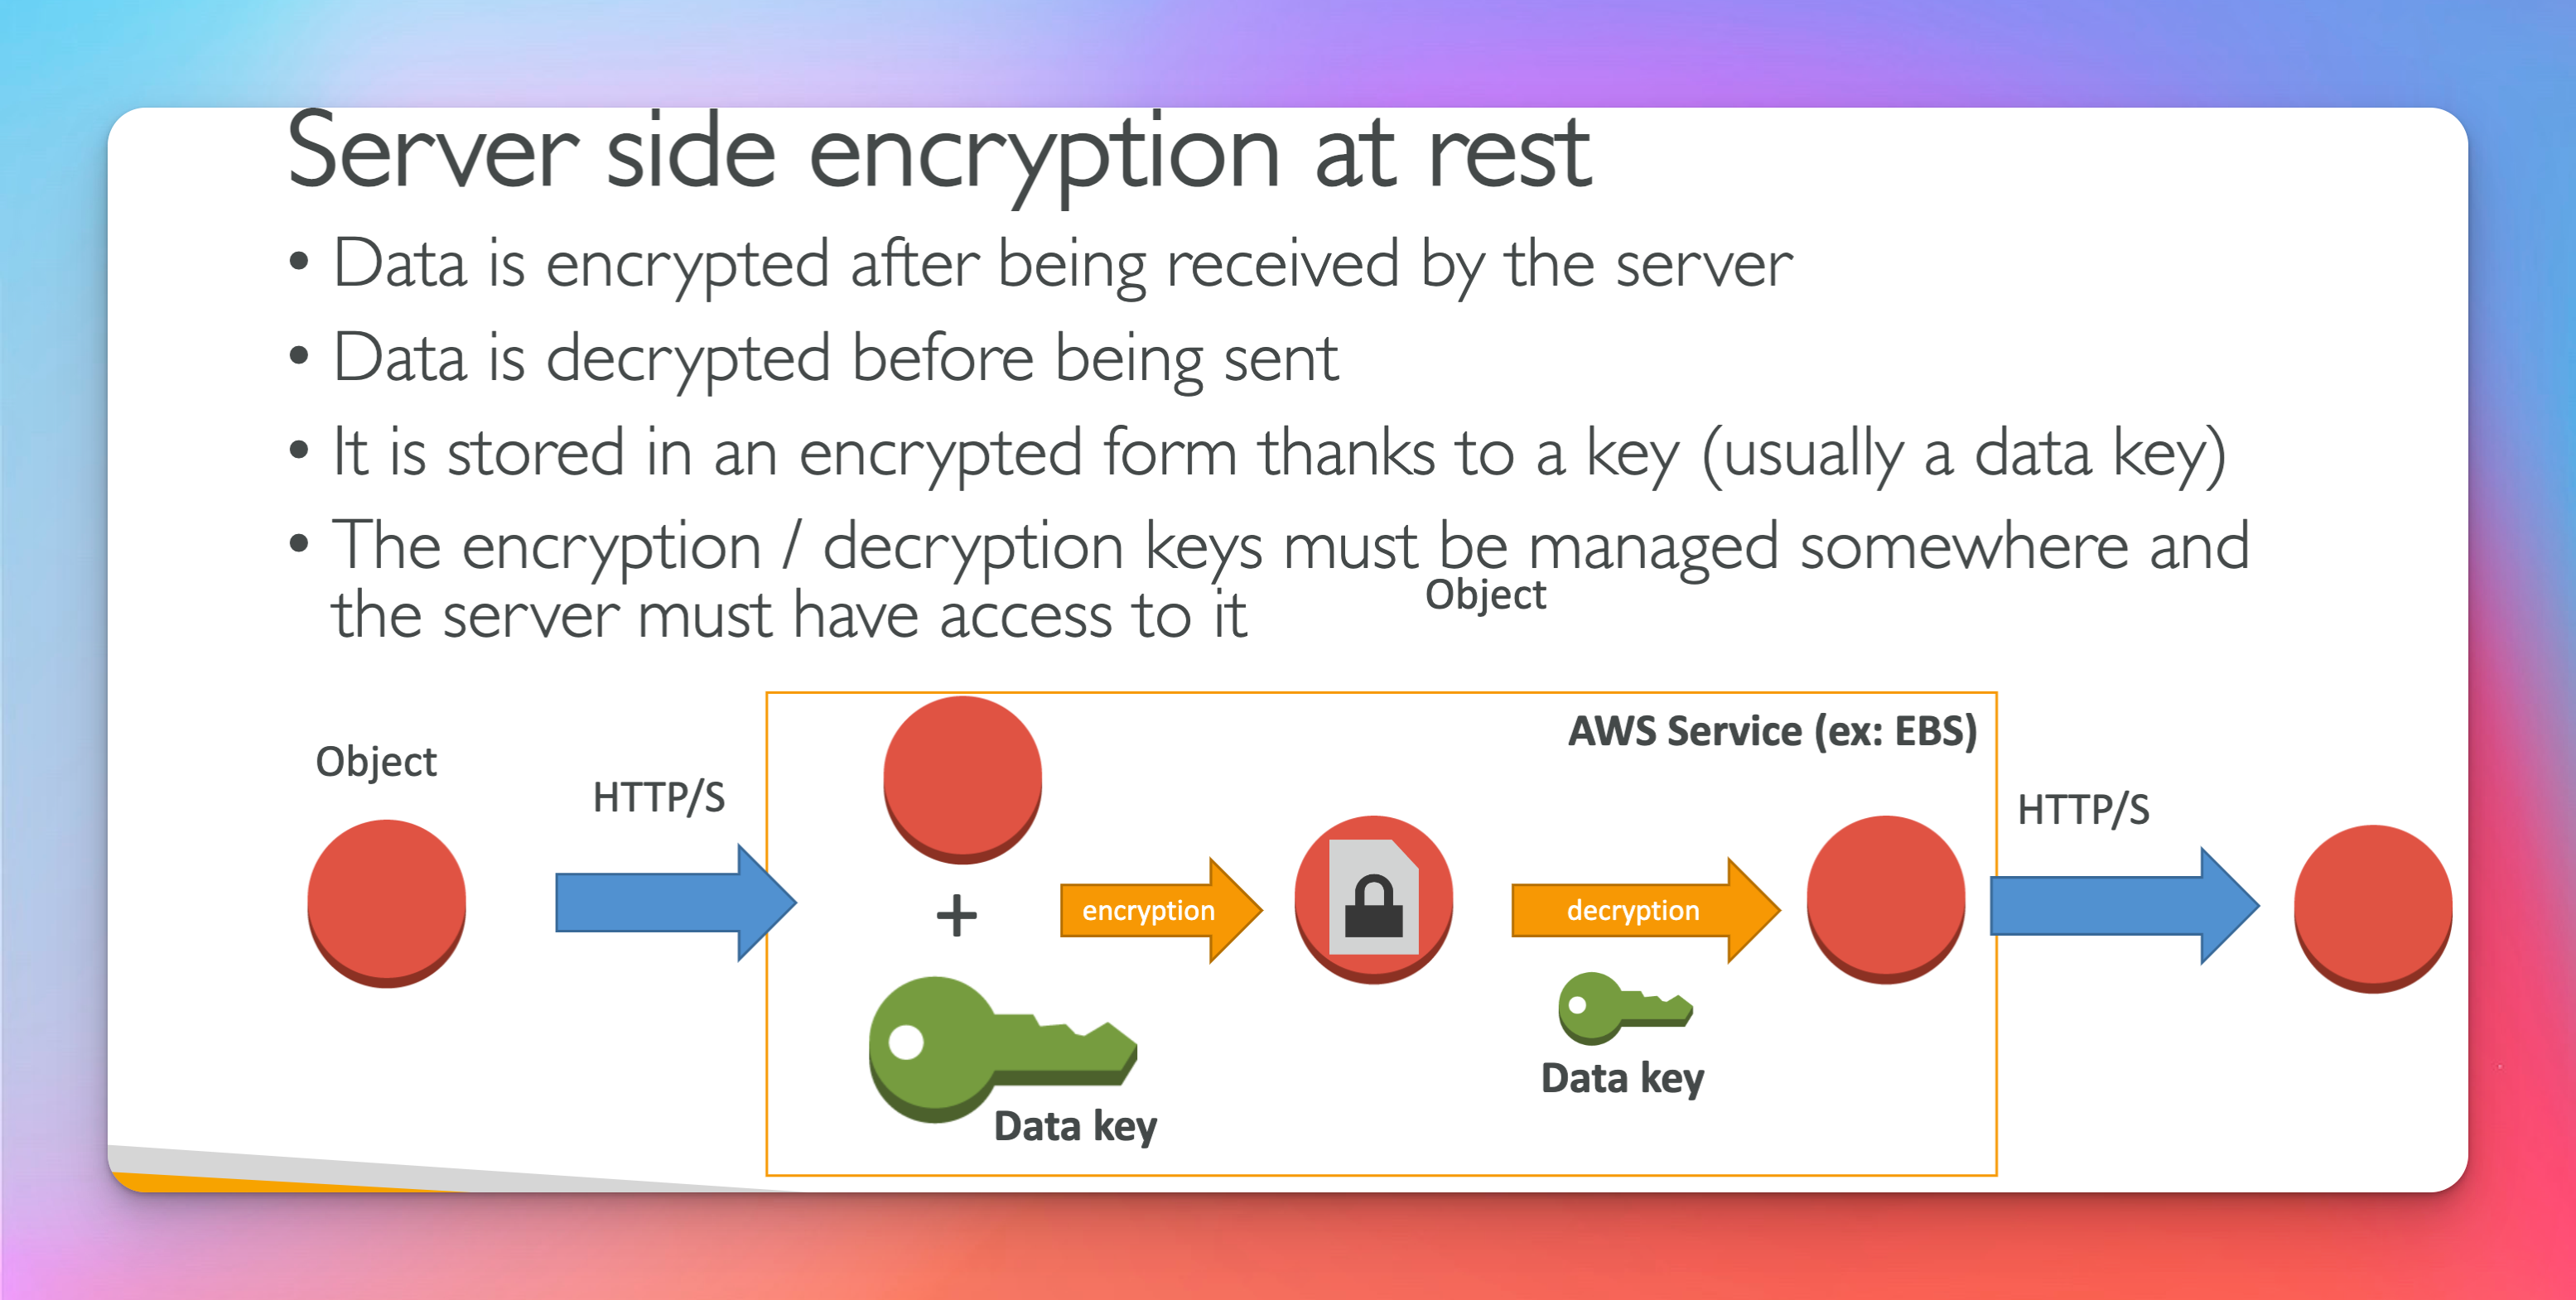 Server side encryption at rest
• Data is encrypted after being received by the server
• Data is decrypted before being sent
• It is stored in an encrypted form thanks to a key (usually a data key)
• The encryption / decryption keys must be managed somewhere and
the server must have access to it
Object
AWS Service (ex: EBS)
Object
HTTP/S
HTTP/S
+
encryption
decryption
Data key
Data key